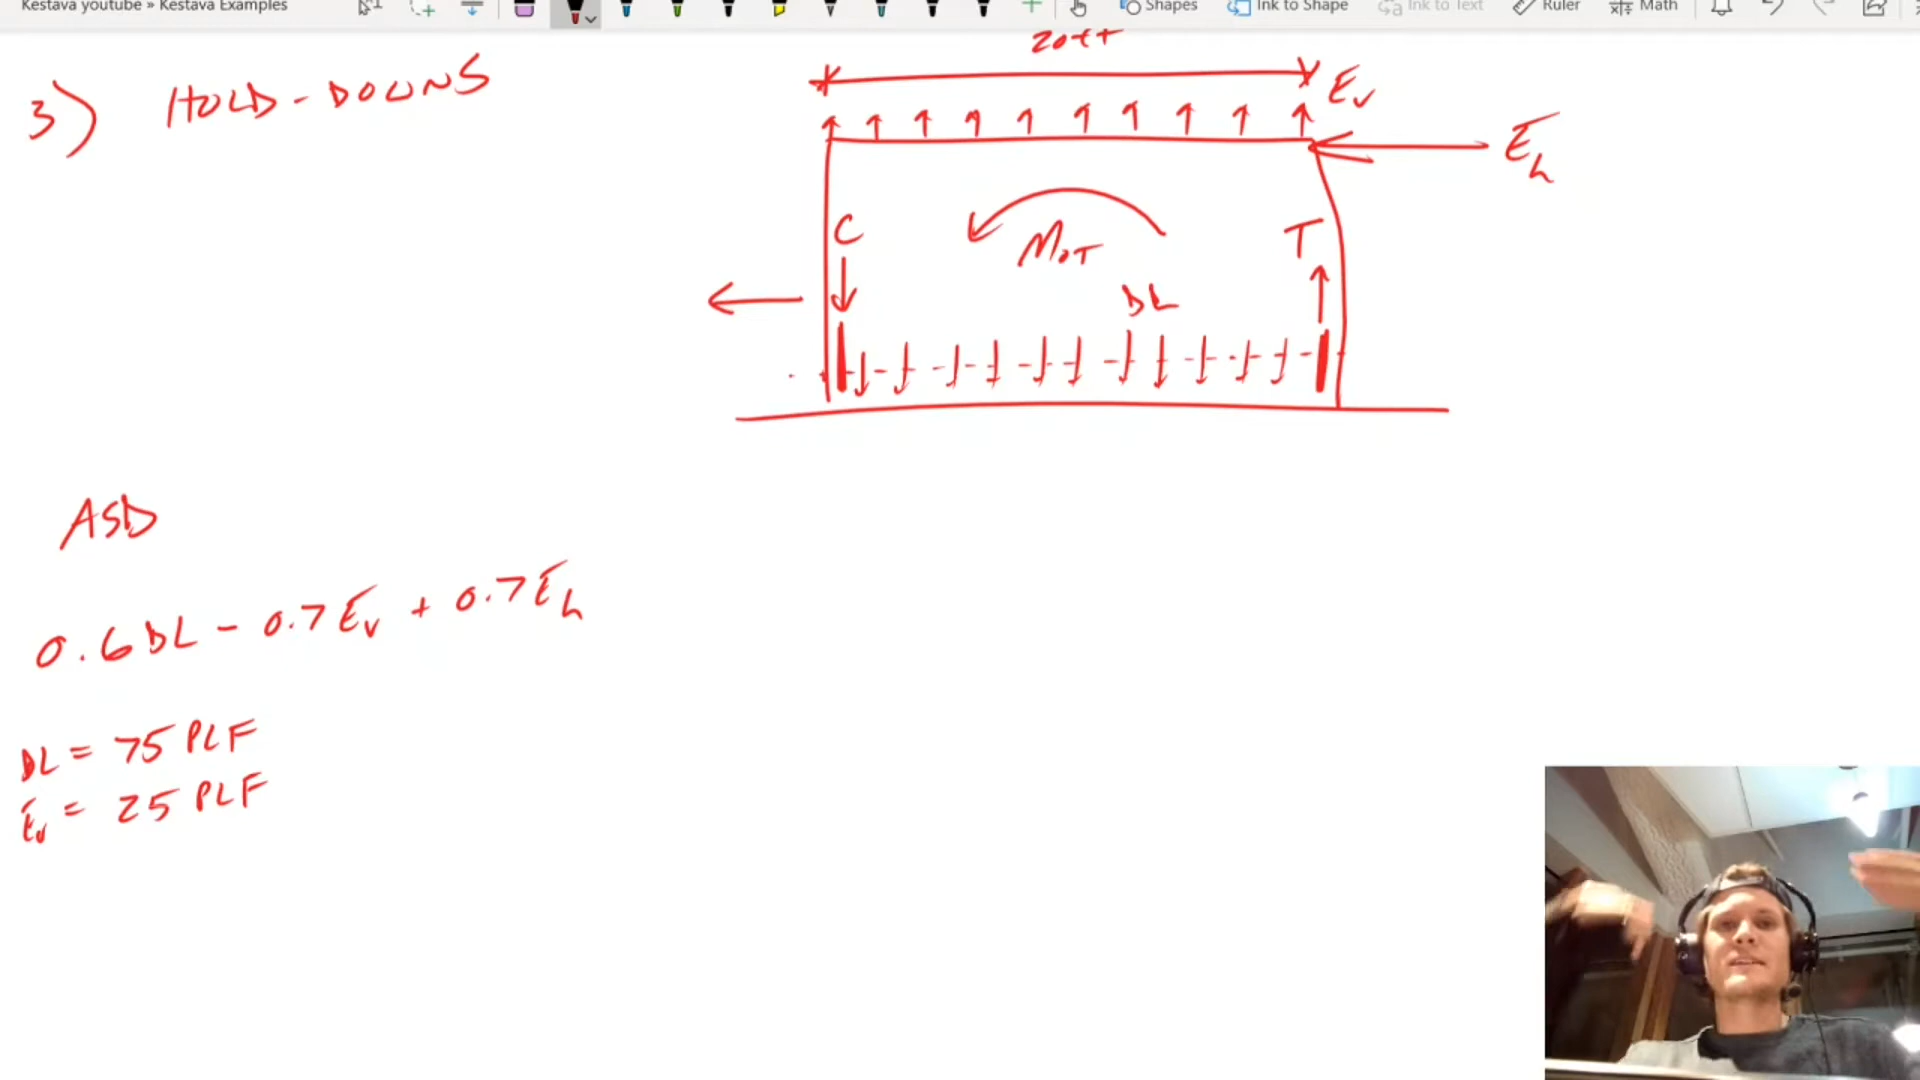 Kestava youtube » Kestava Examples
Shapes
Ink to Shape
Ink to Text
Ruler
Math
3) HOLD-DOWNS
20FT
Ev
Eh
C
MOT
T
DL
ASD
0.6DL - 0.7Ev + 0.7Eh
DL = 75 PLF
Ev = 25 PLF